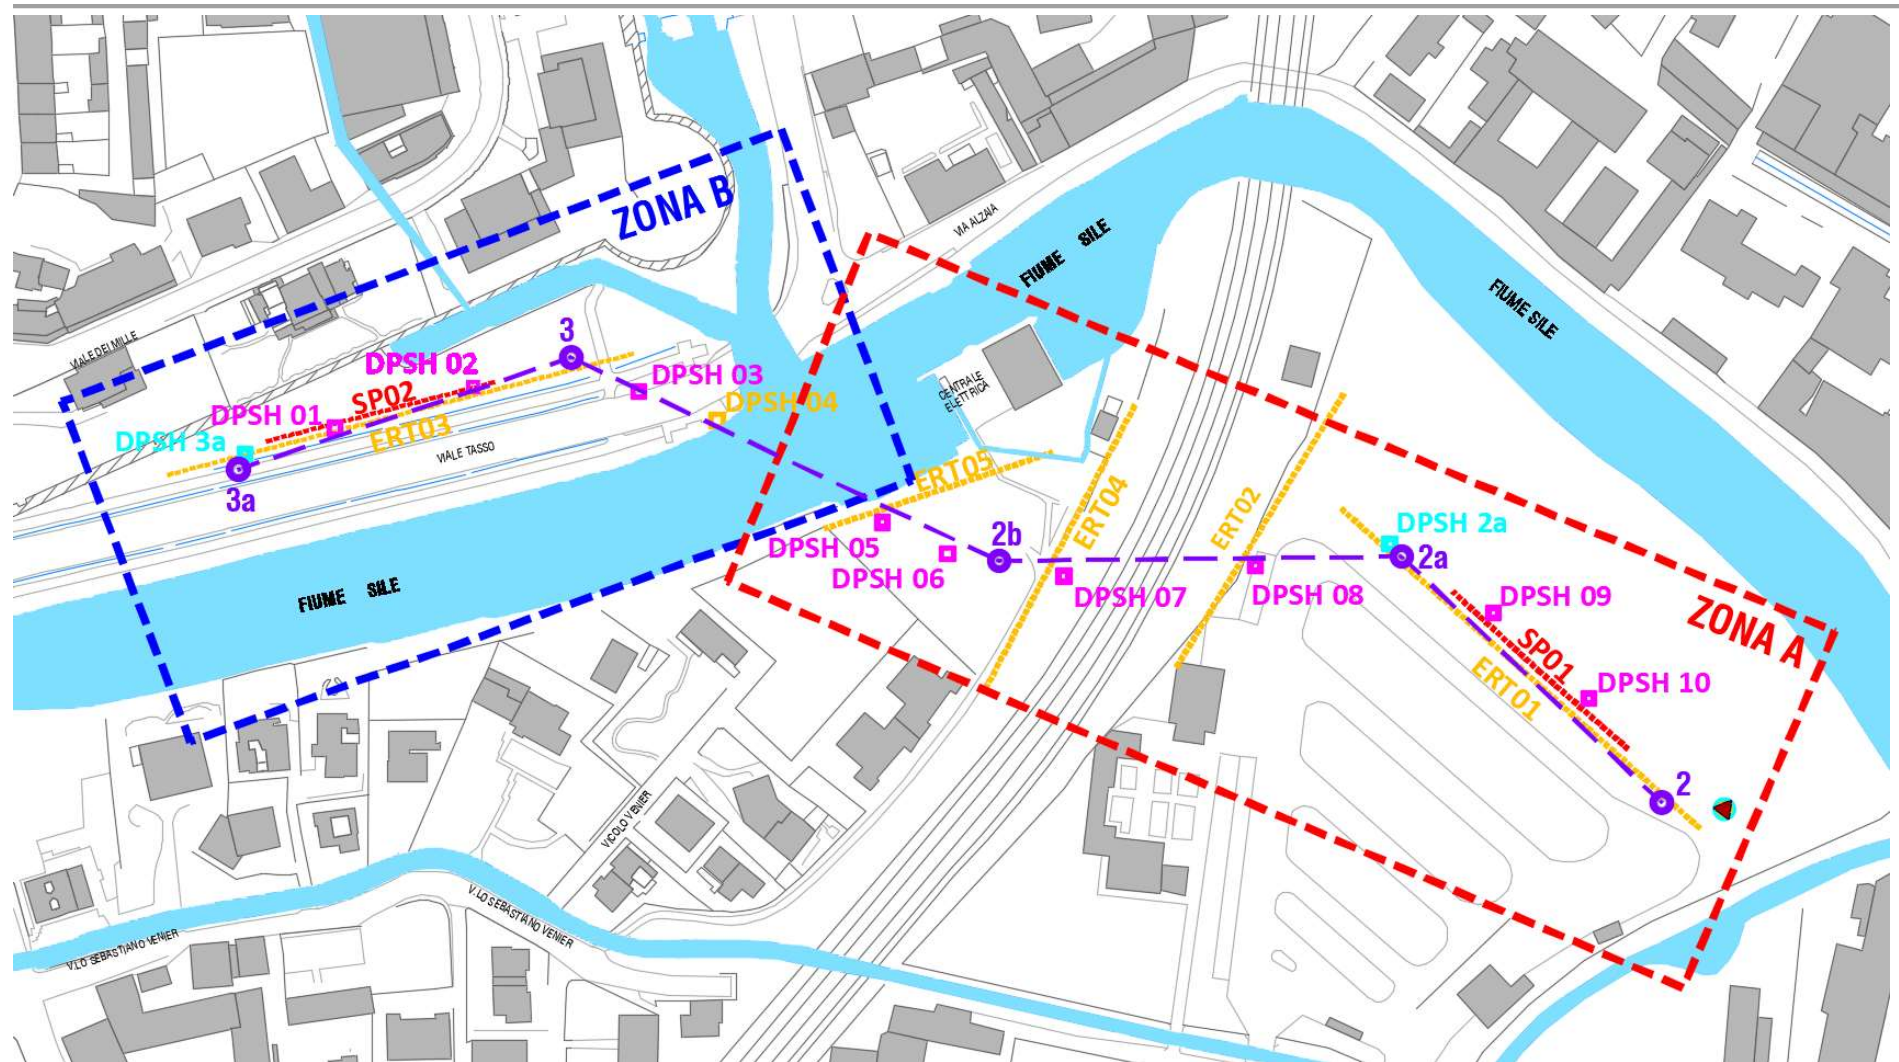 ZONA B
VIA ALZAIA
FIUME SILE
FIUME SILE
VIALE DEI MILLE
3
DPSH 02
DPSH 03
SP02
DPSH 04
CENTRALE
ELETTRICA
DPSH 01
ERT03
DPSH 3a
VIALE TASSO
3a
ERT05
ERT04
ERT02
DPSH 2a
2b
2a
DPSH 05
DPSH 06
DPSH 07
DPSH 08
DPSH 09
FIUME SILE
ZONA A
SP01
ERT01
DPSH 10
2
VICOLO VENIER
V.LO SEBASTIANO VENIER
V.LO SEBASTIANO VENIER